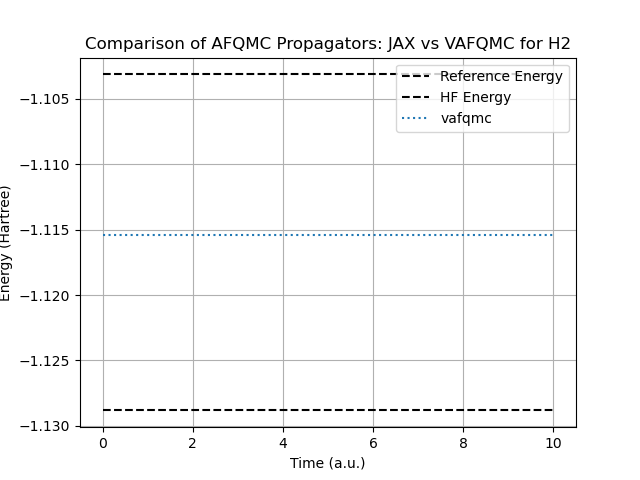 Comparison of AFQMC Propagators: JAX vs VAFQMC for H2
Reference Energy
HF Energy
vafqmc
−1.105
−1.110
−1.115
−1.120
−1.125
−1.130
Energy (Hartree)
0 2 4 6 8 10
Time (a.u.)